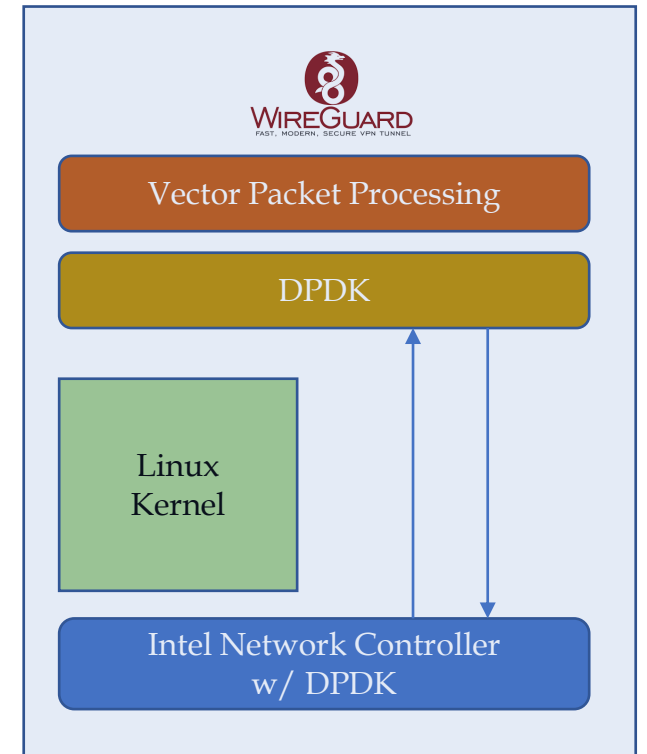 WIREGUARD
FAST, MODERN, SECURE VPN TUNNEL
Vector Packet Processing
DPDK
Linux
Kernel
Intel Network Controller
w/ DPDK